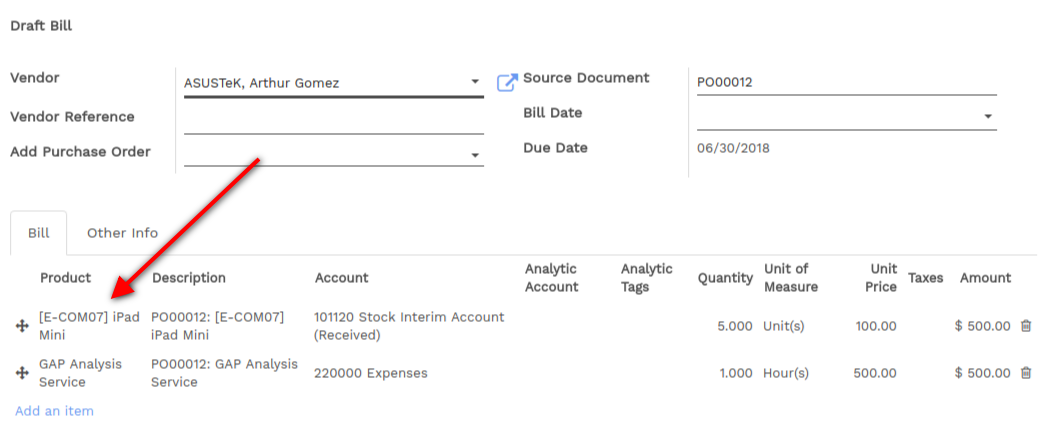 Draft Bill
Vendor
ASUSTeK, Arthur Gomez
Source Document
PO00012
Vendor Reference
Bill Date
Add Purchase Order
Due Date
06/30/2018
Bill
Other Info
Product
Description
Account
Analytic
Account
Analytic
Tags
Quantity
Unit of
Measure
Unit
Price
Taxes
Amount
[E-COM07] iPad
Mini
PO00012: [E-COM07]
iPad Mini
101120 Stock Interim Account
(Received)
5.000
Unit(s)
100.00
$ 500.00
GAP Analysis
Service
PO00012: GAP Analysis
Service
220000 Expenses
1.000
Hour(s)
500.00
$ 500.00
Add an item